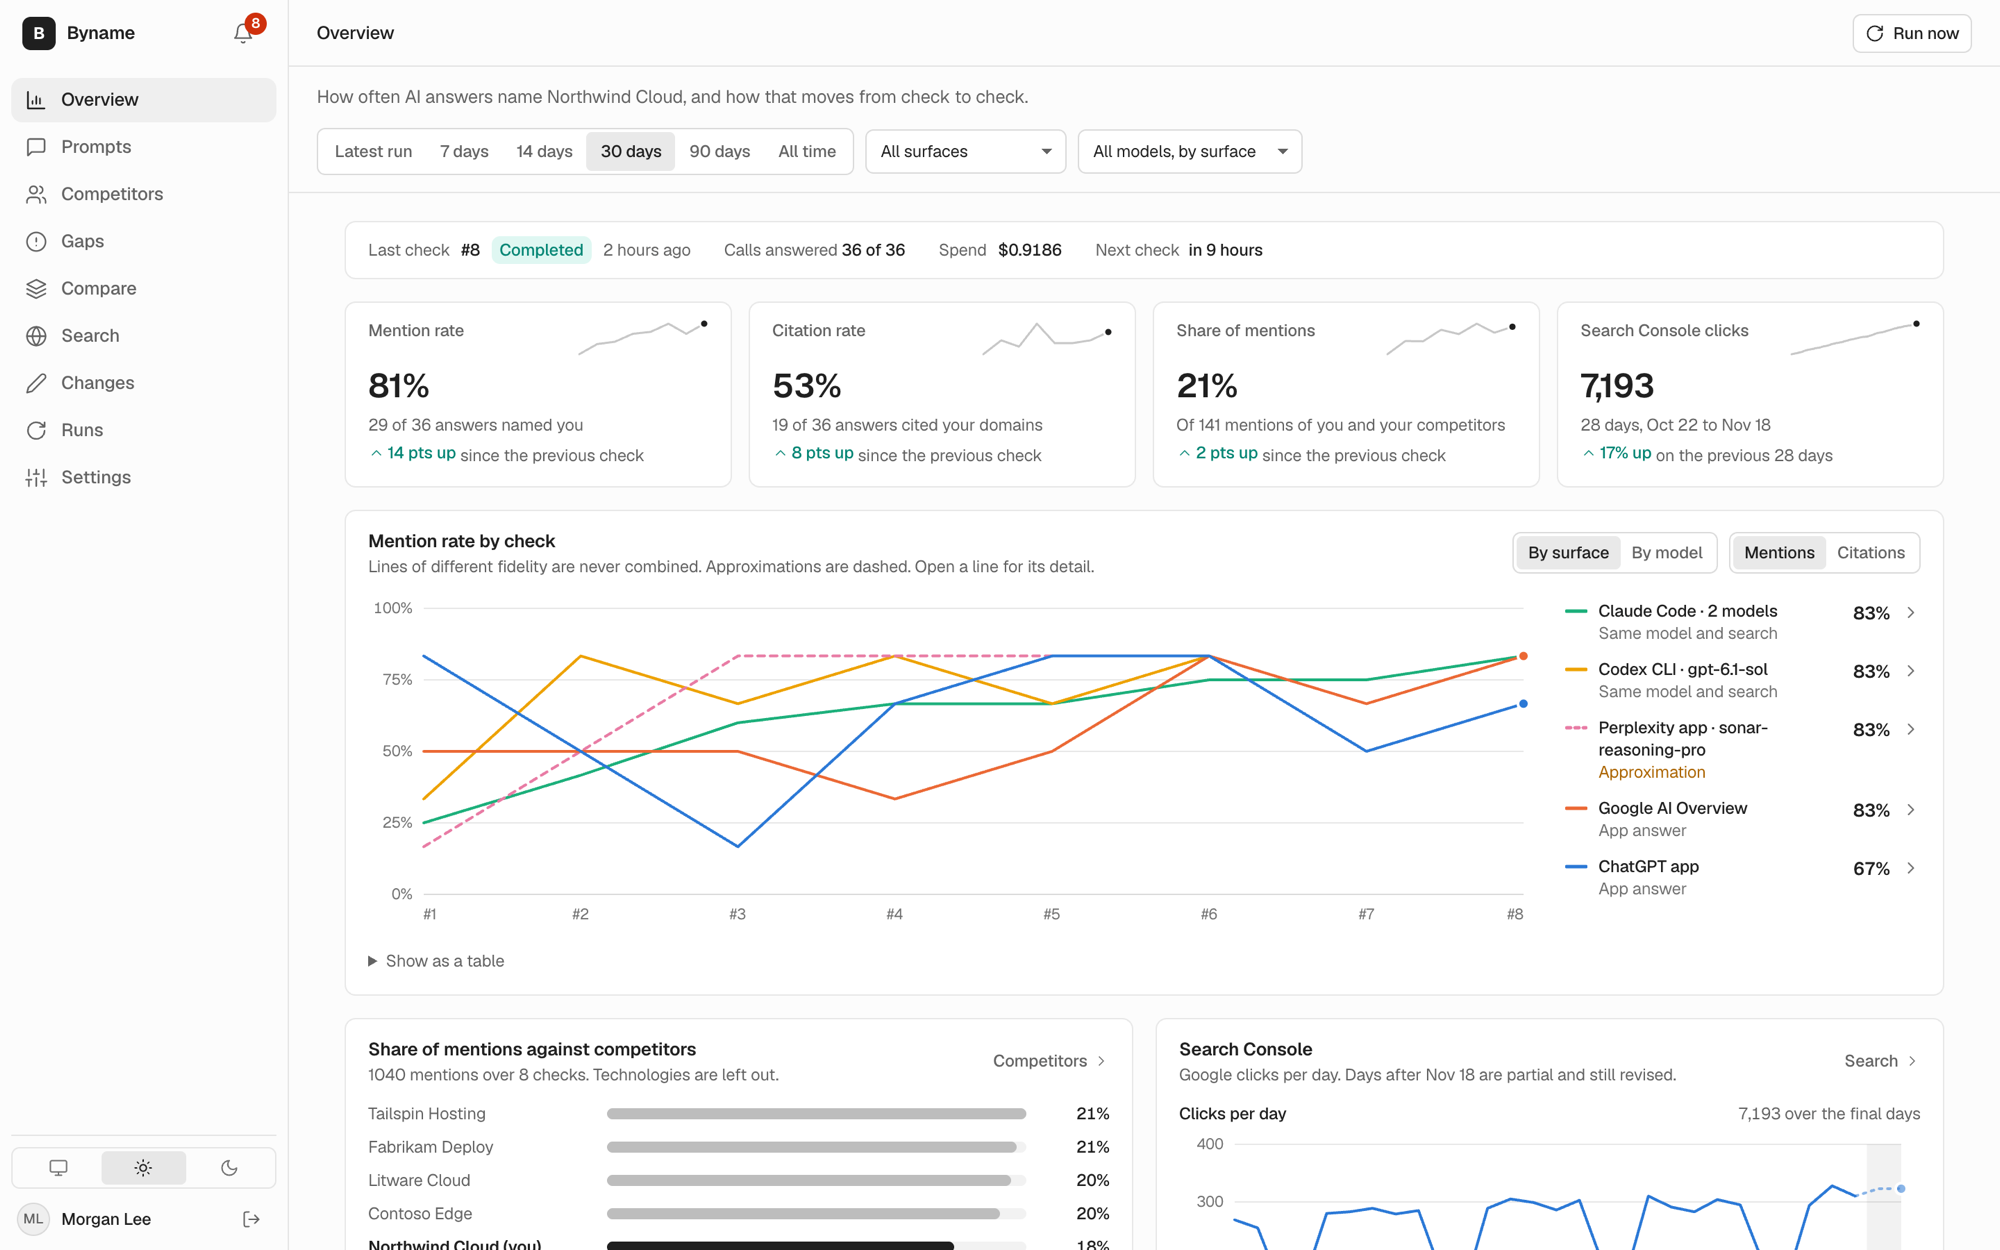 B Byname 8
Overview
Prompts
Competitors
Gaps
Compare
Search
Changes
Runs
Settings
ML Morgan Lee
Overview
Run now
How often AI answers name Northwind Cloud, and how that moves from check to check.
Latest run 7 days 14 days 30 days 90 days All time All surfaces All models, by surface
Last check #8 Completed 2 hours ago Calls answered 36 of 36 Spend $0.9186 Next check in 9 hours
Mention rate
81%
29 of 36 answers named you
14 pts up since the previous check
Citation rate
53%
19 of 36 answers cited your domains
8 pts up since the previous check
Share of mentions
21%
Of 141 mentions of you and your competitors
2 pts up since the previous check
Search Console clicks
7,193
28 days, Oct 22 to Nov 18
17% up on the previous 28 days
Mention rate by check
Lines of different fidelity are never combined. Approximations are dashed. Open a line for its detail.
By surface By model Mentions Citations
100%
75%
50%
25%
0%
#1 #2 #3 #4 #5 #6 #7 #8
Claude Code · 2 models 83%
Same model and search
Codex CLI · gpt-6.1-sol 83%
Same model and search
Perplexity app · sonar-
reasoning-pro 83%
Approximation
Google AI Overview 83%
App answer
ChatGPT app 67%
App answer
Show as a table
Share of mentions against competitors
1040 mentions over 8 checks. Technologies are left out.
Competitors
Tailspin Hosting 21%
Fabrikam Deploy 21%
Litware Cloud 20%
Contoso Edge 20%
Northwind Cloud (you) 18%
Search Console
Google clicks per day. Days after Nov 18 are partial and still revised.
Search
Clicks per day 7,193 over the final days
400
300